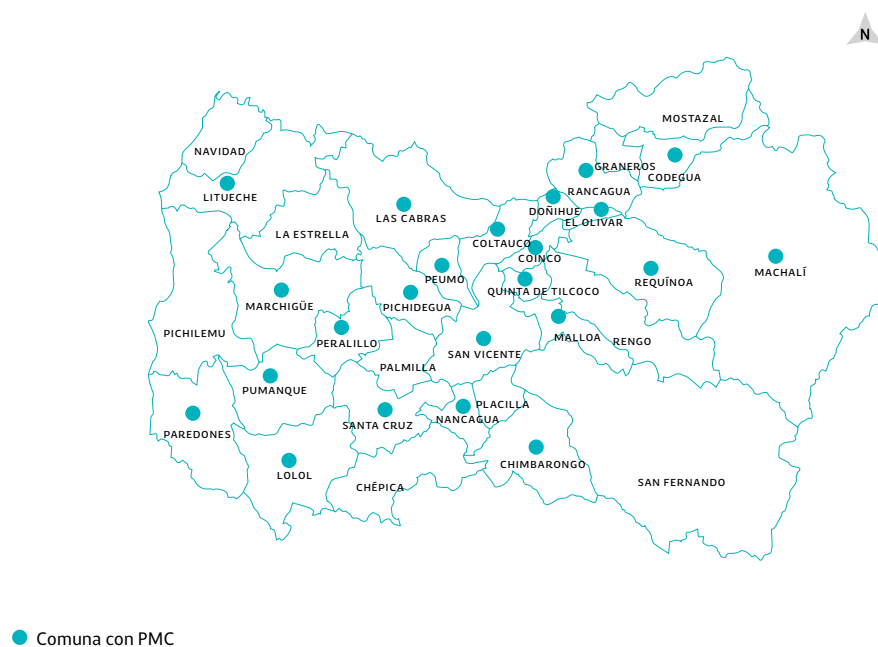 N
MOSTAZAL
NAVIDAD
GRANEROS
CODEGUA
RANCAGUA
LITUECHE
DOÑIHUE
LAS CABRAS
EL OLIVAR
LA ESTRELLA
COLTAUCO
COINCO
MACHALÍ
PEUMO
REQUÍNOA
QUINTA DE TILCOCO
MARCHIGÜE
PICHIDEGUA
PICHILEMU
MALLOA
RENGO
PERALILLO
SAN VICENTE
PALMILLA
PUMANQUE
PLACILLA
NANCAGUA
SANTA CRUZ
PAREDONES
CHIMBARONGO
LOLOL
SAN FERNANDO
CHÉPICA
Comuna con PMC